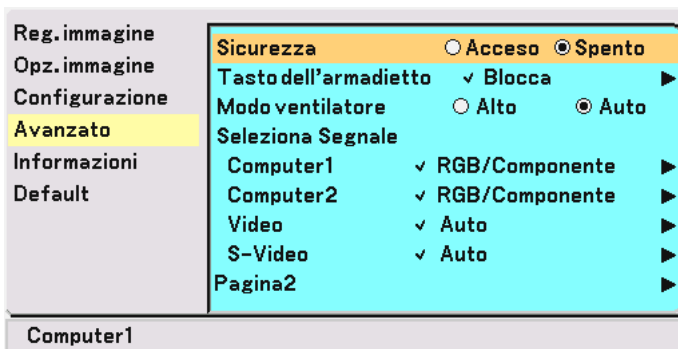 Reg.immagine
Opz.immagine
Configurazione
Avanzato
Informazioni
Default
Sicurezza Acceso Spento
Tasto dell'armadietto Blocca
Modo ventilatore Alto Auto
Seleziona Segnale
Computer1 RGB/Componente
Computer2 RGB/Componente
Video Auto
S-Video Auto
Pagina2
Computer1